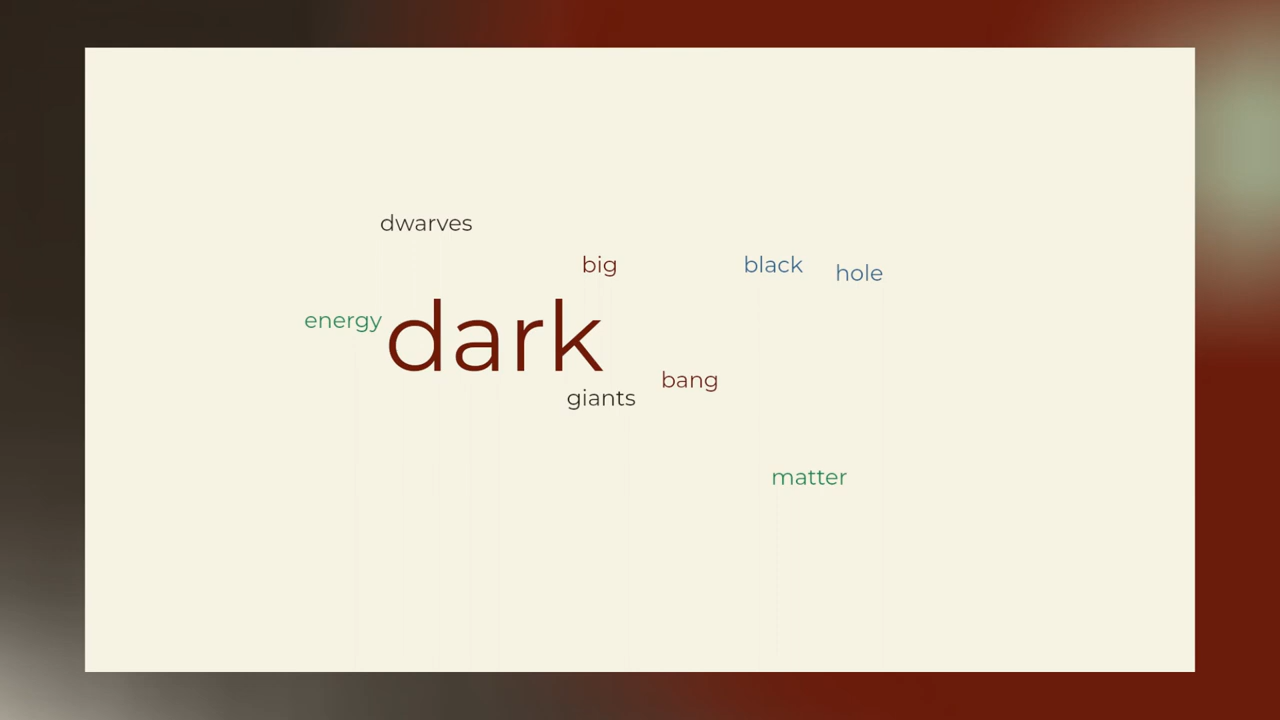 dwarves
big
black
hole
energy
dark
bang
giants
matter